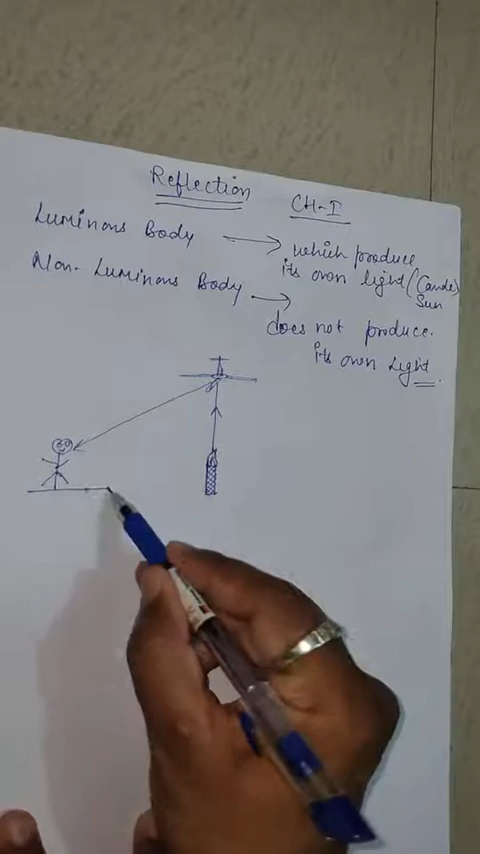 Reflection CH-I
Luminous Body → which produce
its own light (Cande)
Sun
Non-Luminous Body → does not produce.
its own light.